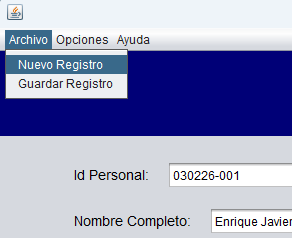 Archivo Opciones Ayuda
Nuevo Registro
Guardar Registro
Id Personal: 030226-001
Nombre Completo: Enrique Javier